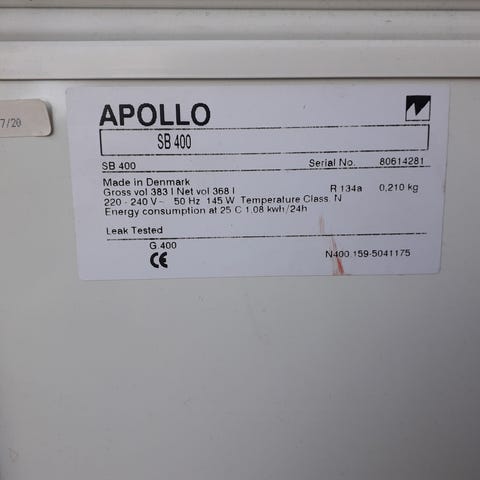 7/20
APOLLO
SB 400
SB 400 Serial No. 80614281
Made in Denmark
Gross vol 383 l Net vol 368 l R 134a 0,210 kg
220 - 240 V~ 50 Hz 145 W Temperature Class. N
Energy consumption at 25 C 1,08 kwh/24h
Leak Tested
G.400
CE N400.159-5041175